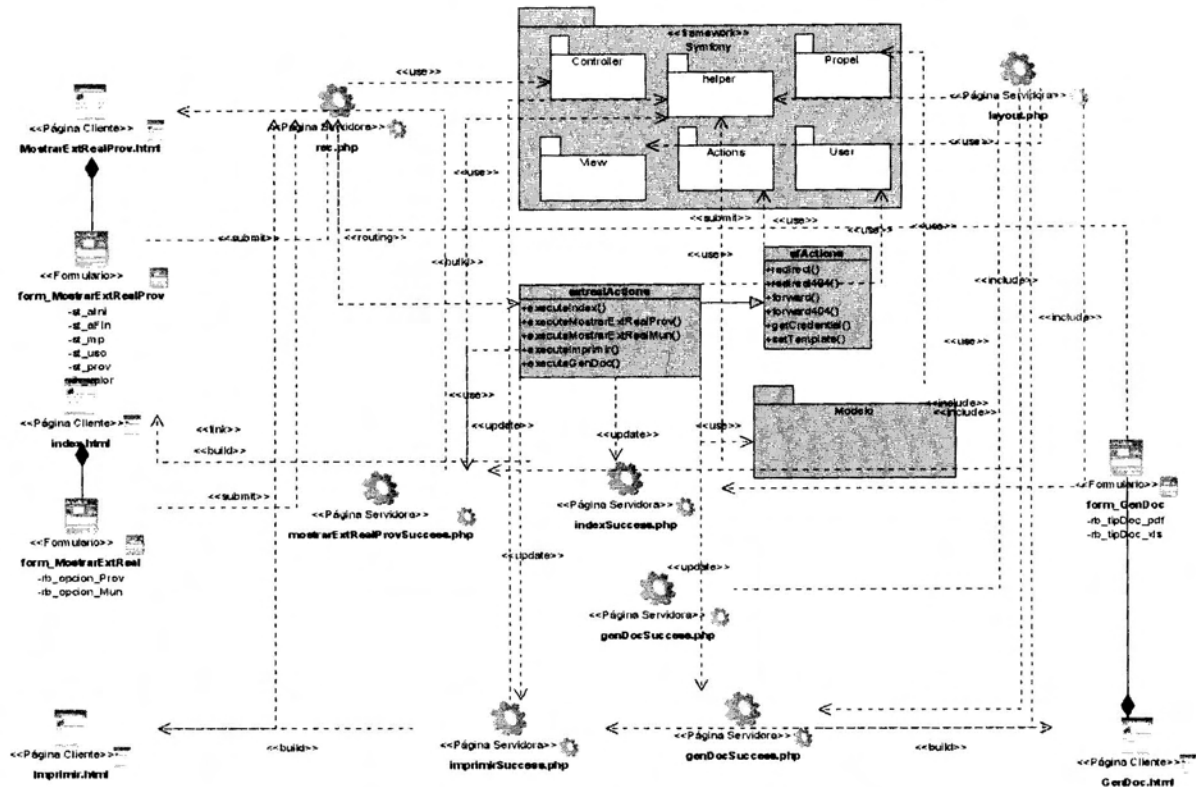 <<framework>>
Symfony
Controller
helper
Propel
View
Actions
User
<<use>>
<<Página Servidora>>
layout.php
<<use>>
<<Página Cliente>>
MostrarExtRealProv.html
<<Página Servidora>>
rec.php
<<use>>
<<submit>>
<<routing>>
<<submit>>
<<use>>
<<use>>
<<use>>
<<build>>
<<use>>
<<Formulario>>
form_MostrarExtRealProv
-st_aIni
-st_aFin
-st_mp
-st_uso
-st_prov
extrealActions
+executeIndex()
+executeMostrarExtRealProv()
+executeMostrarExtRealMun()
+executeImprimir()
+executeGenDoc()
sfActions
+redirect()
+redirect404()
+forward()
+forward404()
+getCredential()
+setTemplate()
<<include>>
<<include>>
<<use>>
<<Página Cliente>>
index.html
<<link>>
<<build>>
<<submit>>
<<use>>
<<update>>
<<update>>
<<use>>
Modelo
<<include>>
<<include>>
<<Formulario>>
form_MostrarExtReal
-rb_opcion_Prov
-rb_opcion_Mun
<<Página Servidora>>
mostrarExtRealProvSuccess.php
<<Página Servidora>>
indexSuccess.php
<<Formulario>>
form_GenDoc
-rb_tipDoc_pdf
-rb_tipDoc_xls
<<update>>
<<update>>
<<Página Servidora>>
genDocSuccess.php
<<Página Cliente>>
Imprimir.html
<<build>>
<<Página Servidora>>
imprimirSuccess.php
<<Página Servidora>>
genDocSuccess.php
<<build>>
<<Página Cliente>>
GenDoc.html